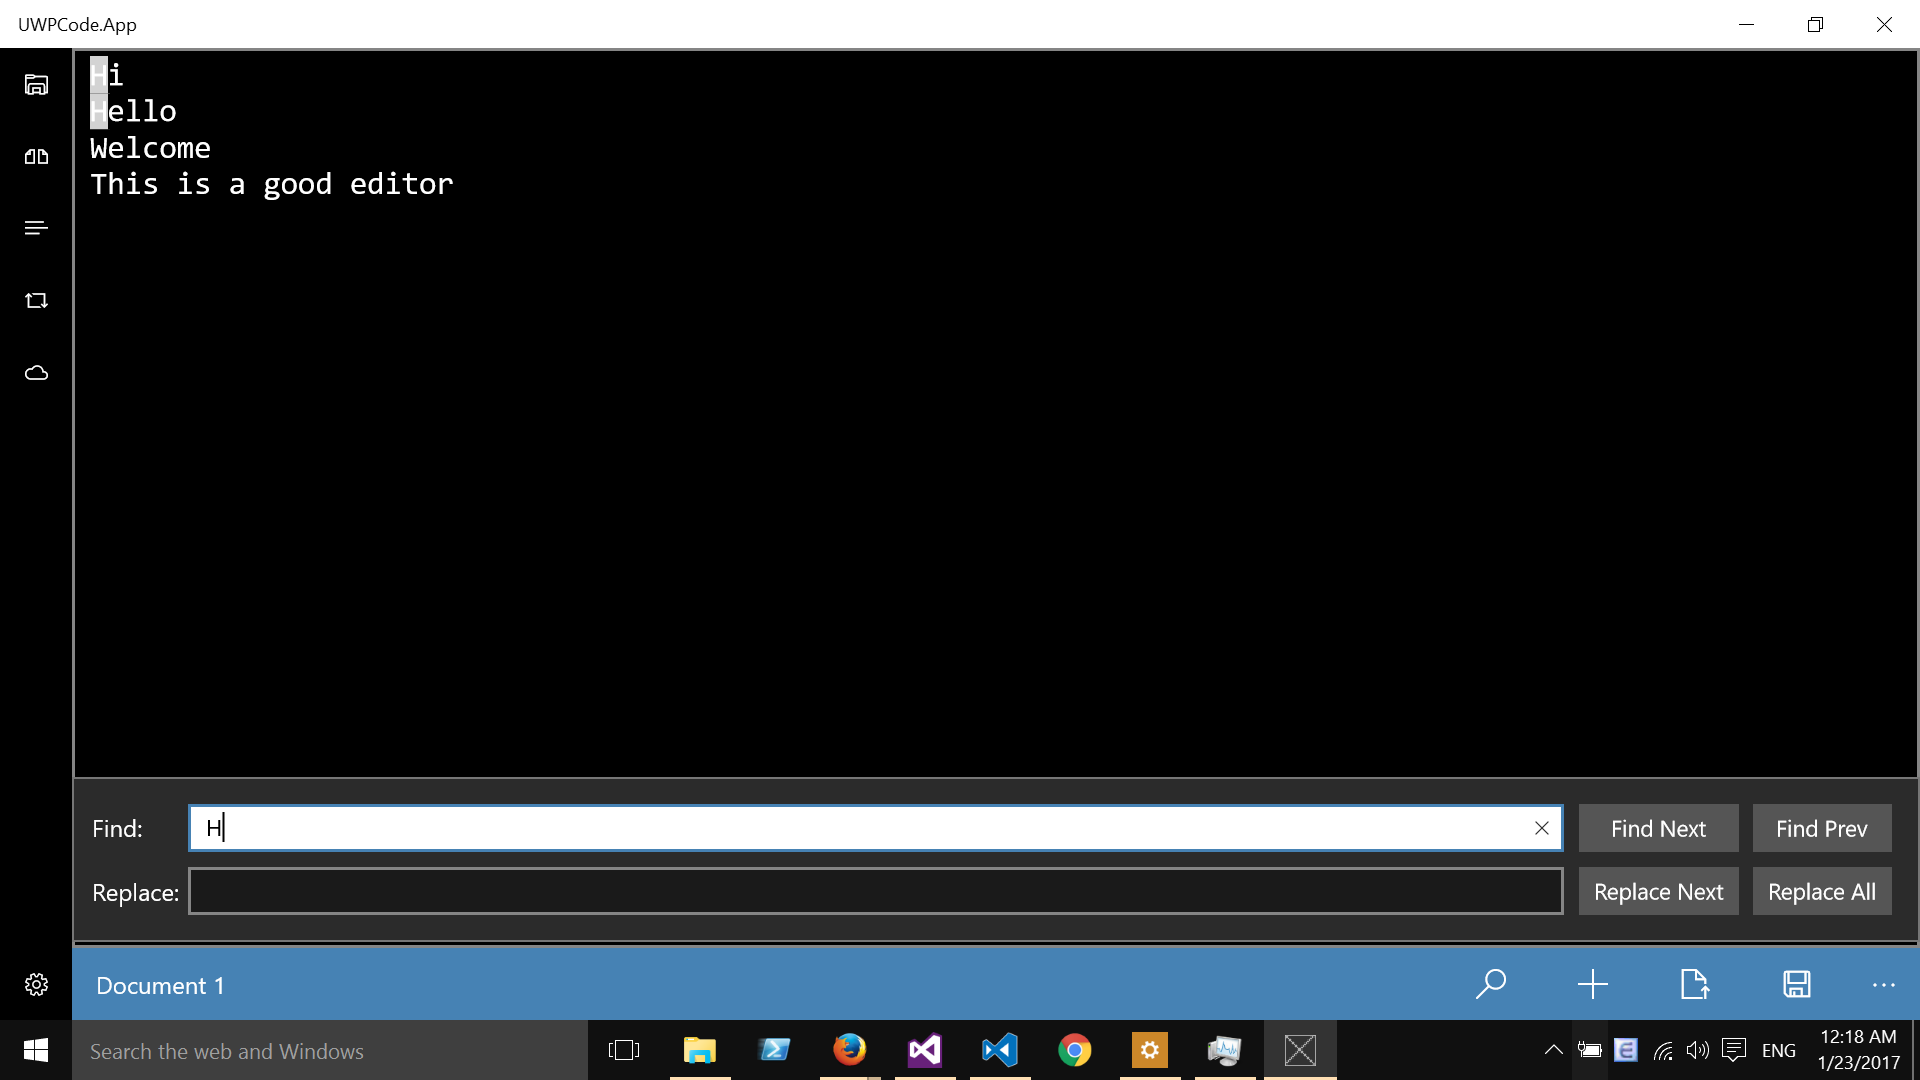 UWPCode.App
Hi
Hello
Welcome
This is a good editor
Find:
H
Find Next
Find Prev
Replace:
Replace Next
Replace All
Document 1
Search the web and Windows
ENG
12:18 AM
1/23/2017